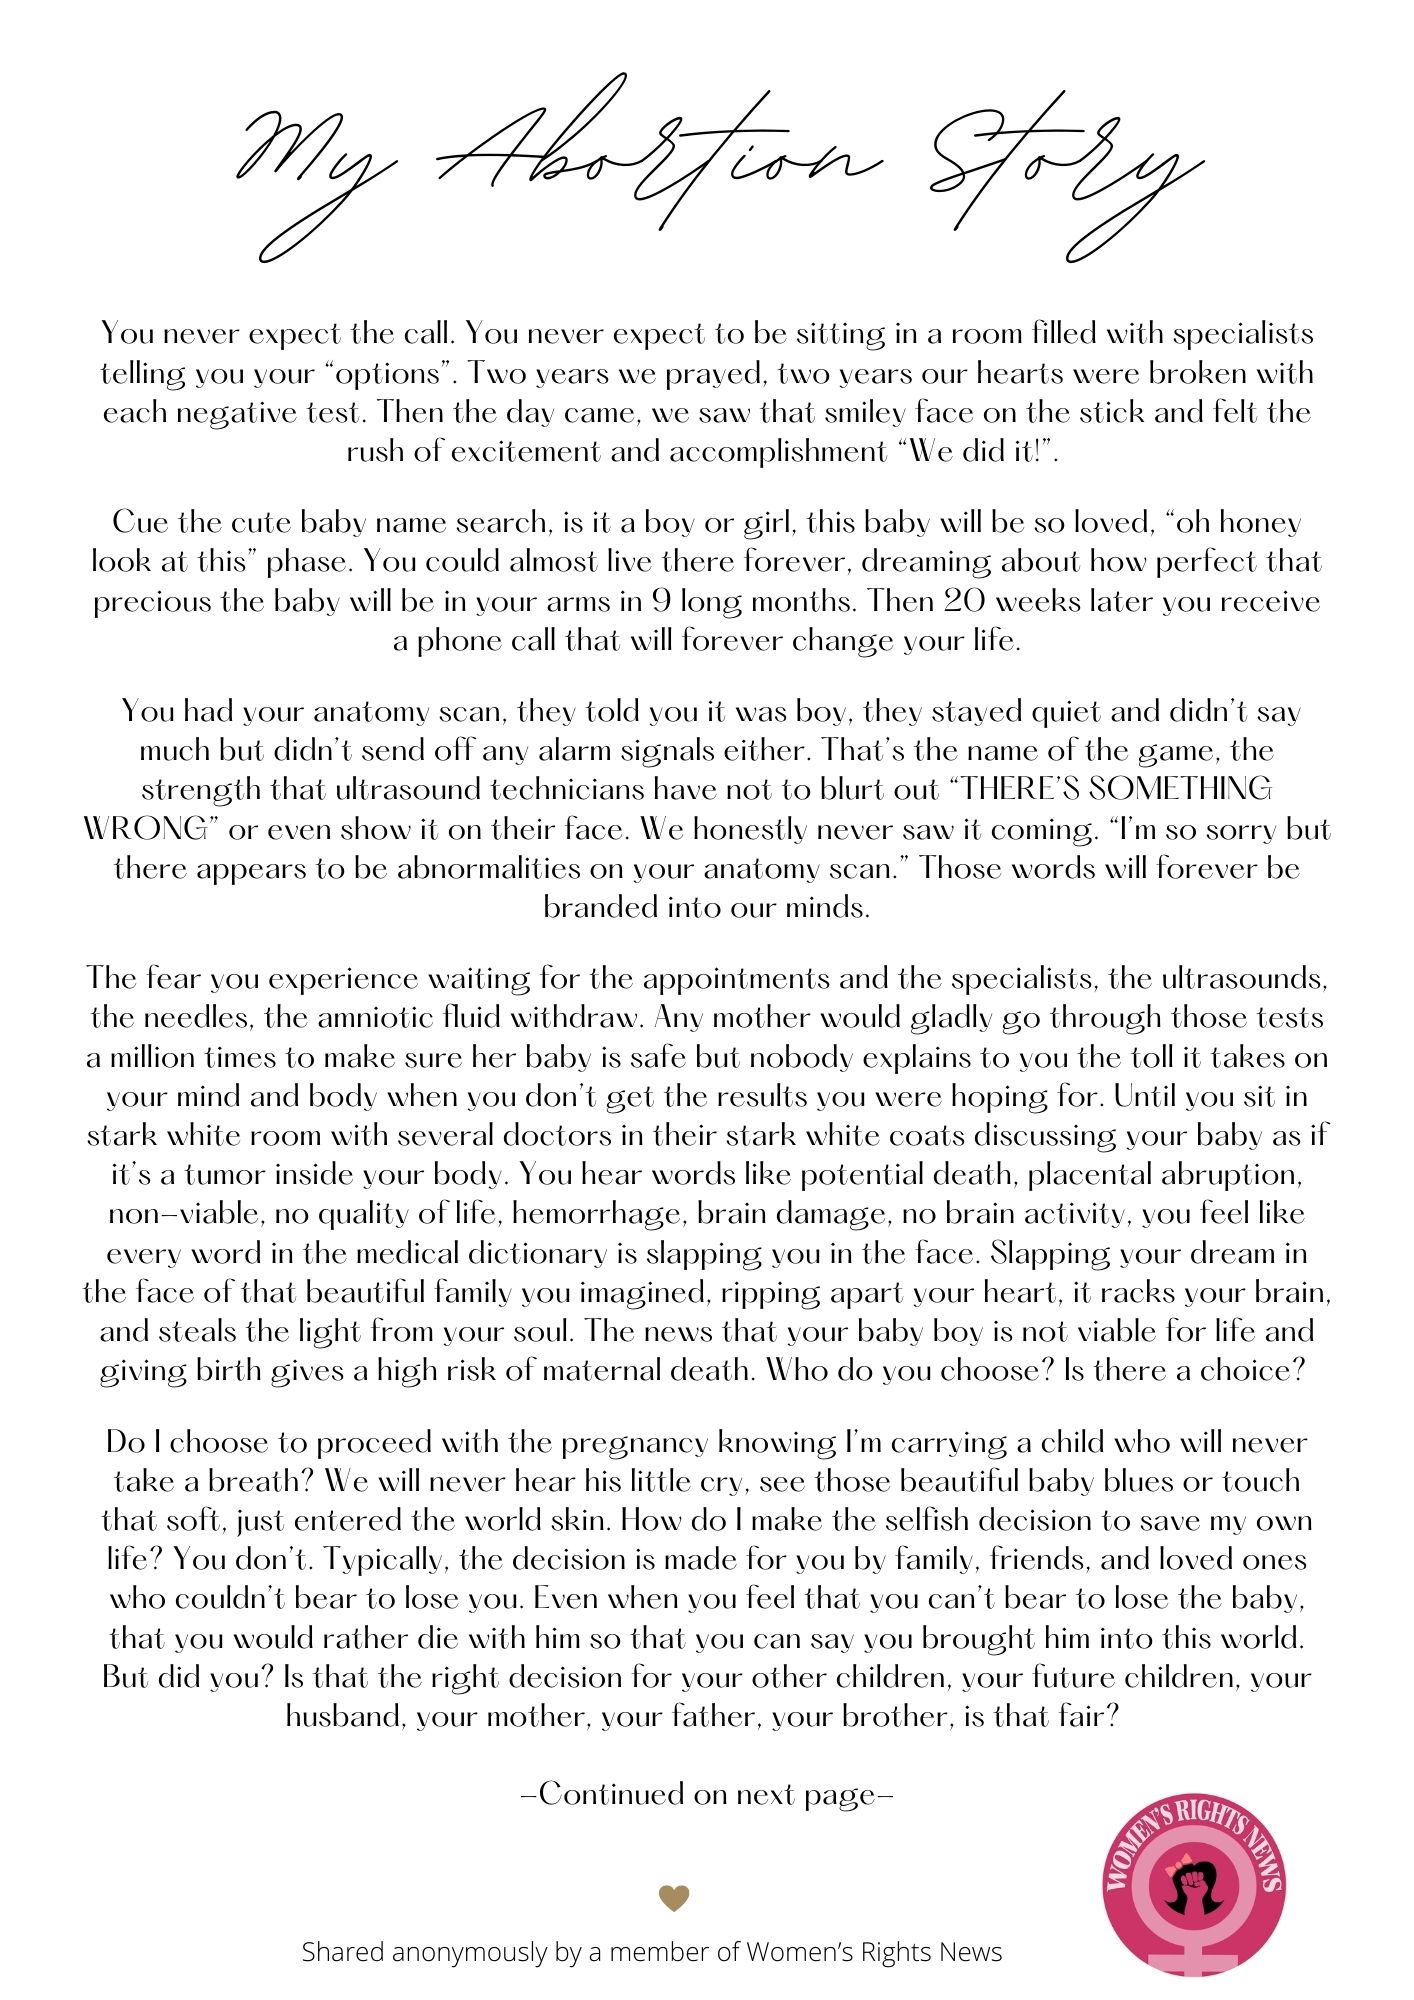 My Abortion Story
You never expect the call. You never expect to be sitting in a room filled with specialists
telling you your “options”. Two years we prayed, two years our hearts were broken with
each negative test. Then the day came, we saw that smiley face on the stick and felt the
rush of excitement and accomplishment “We did it!”.
Cue the cute baby name search, is it a boy or girl, this baby will be so loved, “oh honey
look at this” phase. You could almost live there forever, dreaming about how perfect that
precious the baby will be in your arms in 9 long months. Then 20 weeks later you receive
a phone call that will forever change your life.
You had your anatomy scan, they told you it was boy, they stayed quiet and didn’t say
much but didn’t send off any alarm signals either. That’s the name of the game, the
strength that ultrasound technicians have not to blurt out “THERE’S SOMETHING
WRONG” or even show it on their face. We honestly never saw it coming. “I’m so sorry but
there appears to be abnormalities on your anatomy scan.” Those words will forever be
branded into our minds.
The fear you experience waiting for the appointments and the specialists, the ultrasounds,
the needles, the amniotic fluid withdraw. Any mother would gladly go through those tests
a million times to make sure her baby is safe but nobody explains to you the toll it takes on
your mind and body when you don’t get the results you were hoping for. Until you sit in
stark white room with several doctors in their stark white coats discussing your baby as if
it’s a tumor inside your body. You hear words like potential death, placental abruption,
non-viable, no quality of life, hemorrhage, brain damage, no brain activity, you feel like
every word in the medical dictionary is slapping you in the face. Slapping your dream in
the face of that beautiful family you imagined, ripping apart your heart, it racks your brain,
and steals the light from your soul. The news that your baby boy is not viable for life and
giving birth gives a high risk of maternal death. Who do you choose? Is there a choice?
Do I choose to proceed with the pregnancy knowing I’m carrying a child who will never
take a breath? We will never hear his little cry, see those beautiful baby blues or touch
that soft, just entered the world skin. How do I make the selfish decision to save my own
life? You don’t. Typically, the decision is made for you by family, friends, and loved ones
who couldn’t bear to lose you. Even when you feel that you can’t bear to lose the baby,
that you would rather die with him so that you can say you brought him into this world.
But did you? Is that the right decision for your other children, your future children, your
husband, your mother, your father, your brother, is that fair?
-Continued on next page-
WOMEN'S RIGHTS NEWS
Shared anonymously by a member of Women’s Rights News